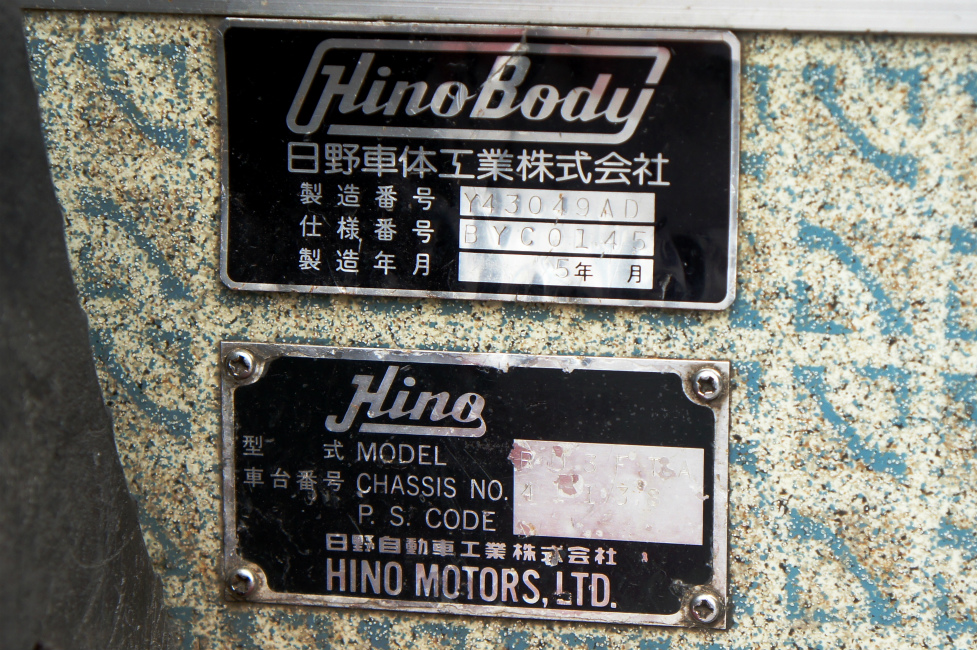 HinoBody
日野車体工業株式会社
製造番号 Y43049AD
仕様番号 BYC0145
製造年月 5年 月
Hino
型 式 MODEL
車台番号 CHASSIS NO.
P. S. CODE
日野自動車工業株式会社
HINO MOTORS, LTD.